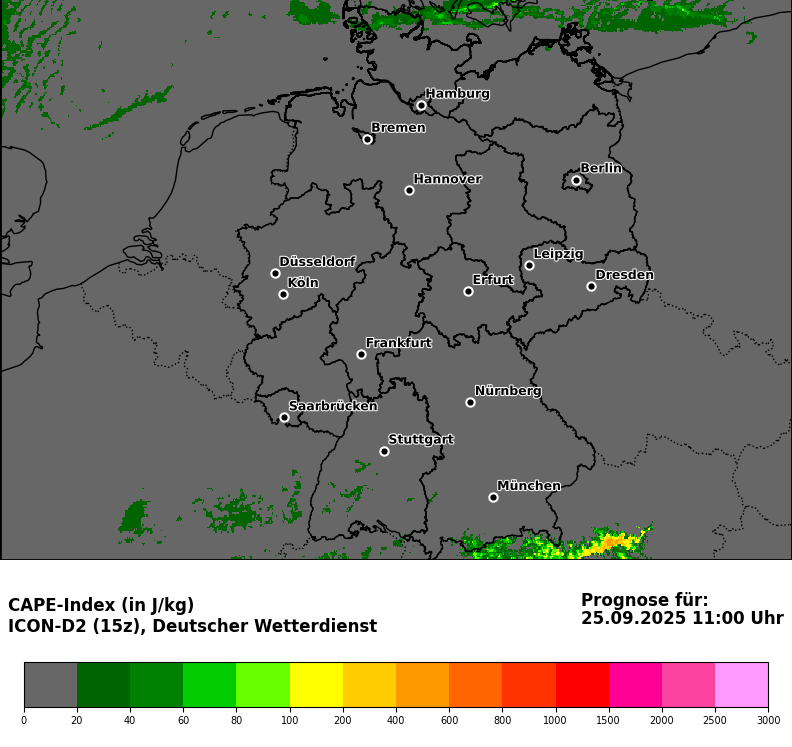 Hamburg
Bremen
Berlin
Hannover
Leipzig
Düsseldorf
Dresden
Erfurt
Köln
Frankfurt
Nürnberg
Saarbrücken
Stuttgart
München
CAPE-Index (in J/kg)
ICON-D2 (15z), Deutscher Wetterdienst
Prognose für:
25.09.2025 11:00 Uhr
0 20 40 60 80 100 200 400 600 800 1000 1500 2000 2500 3000